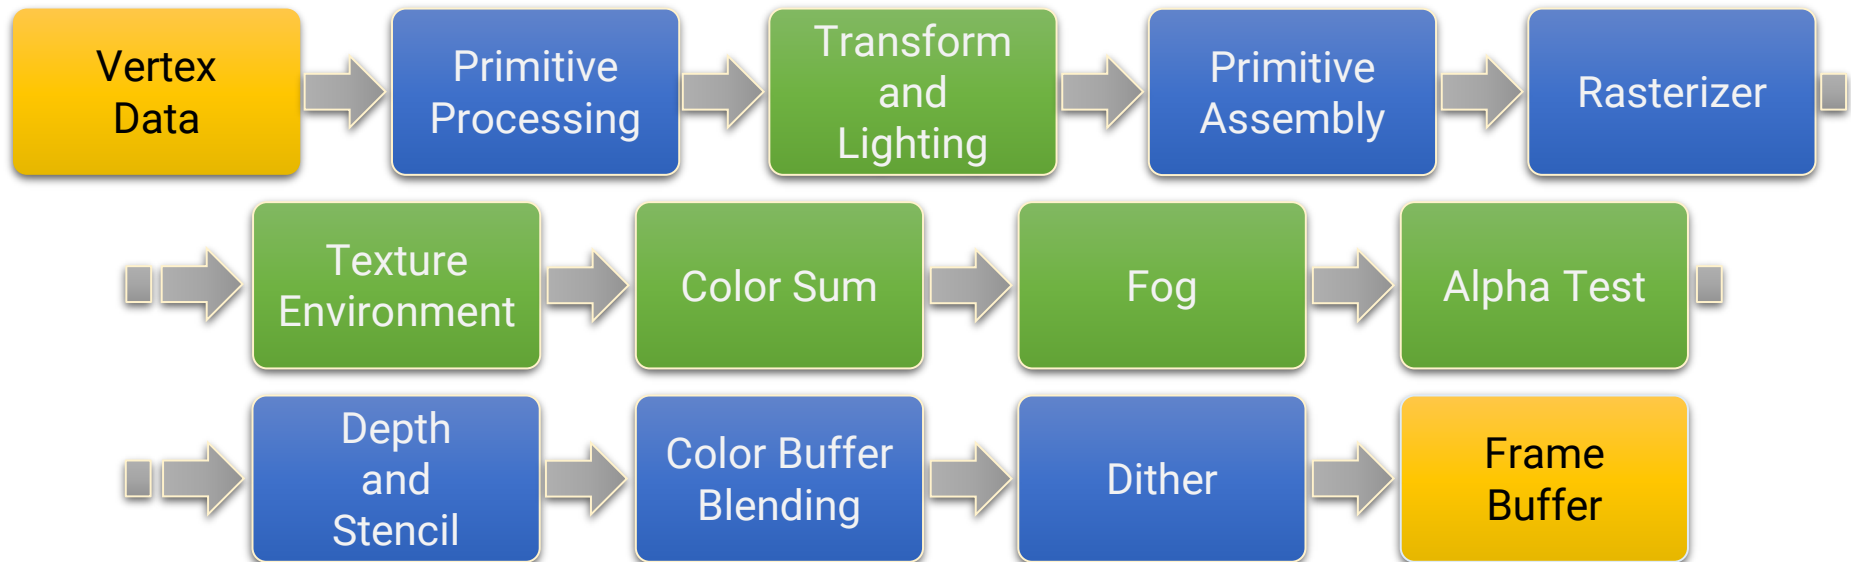 Vertex
Data
Primitive
Processing
Transform
and
Lighting
Primitive
Assembly
Rasterizer
Texture
Environment
Color Sum
Fog
Alpha Test
Depth
and
Stencil
Color Buffer
Blending
Dither
Frame
Buffer